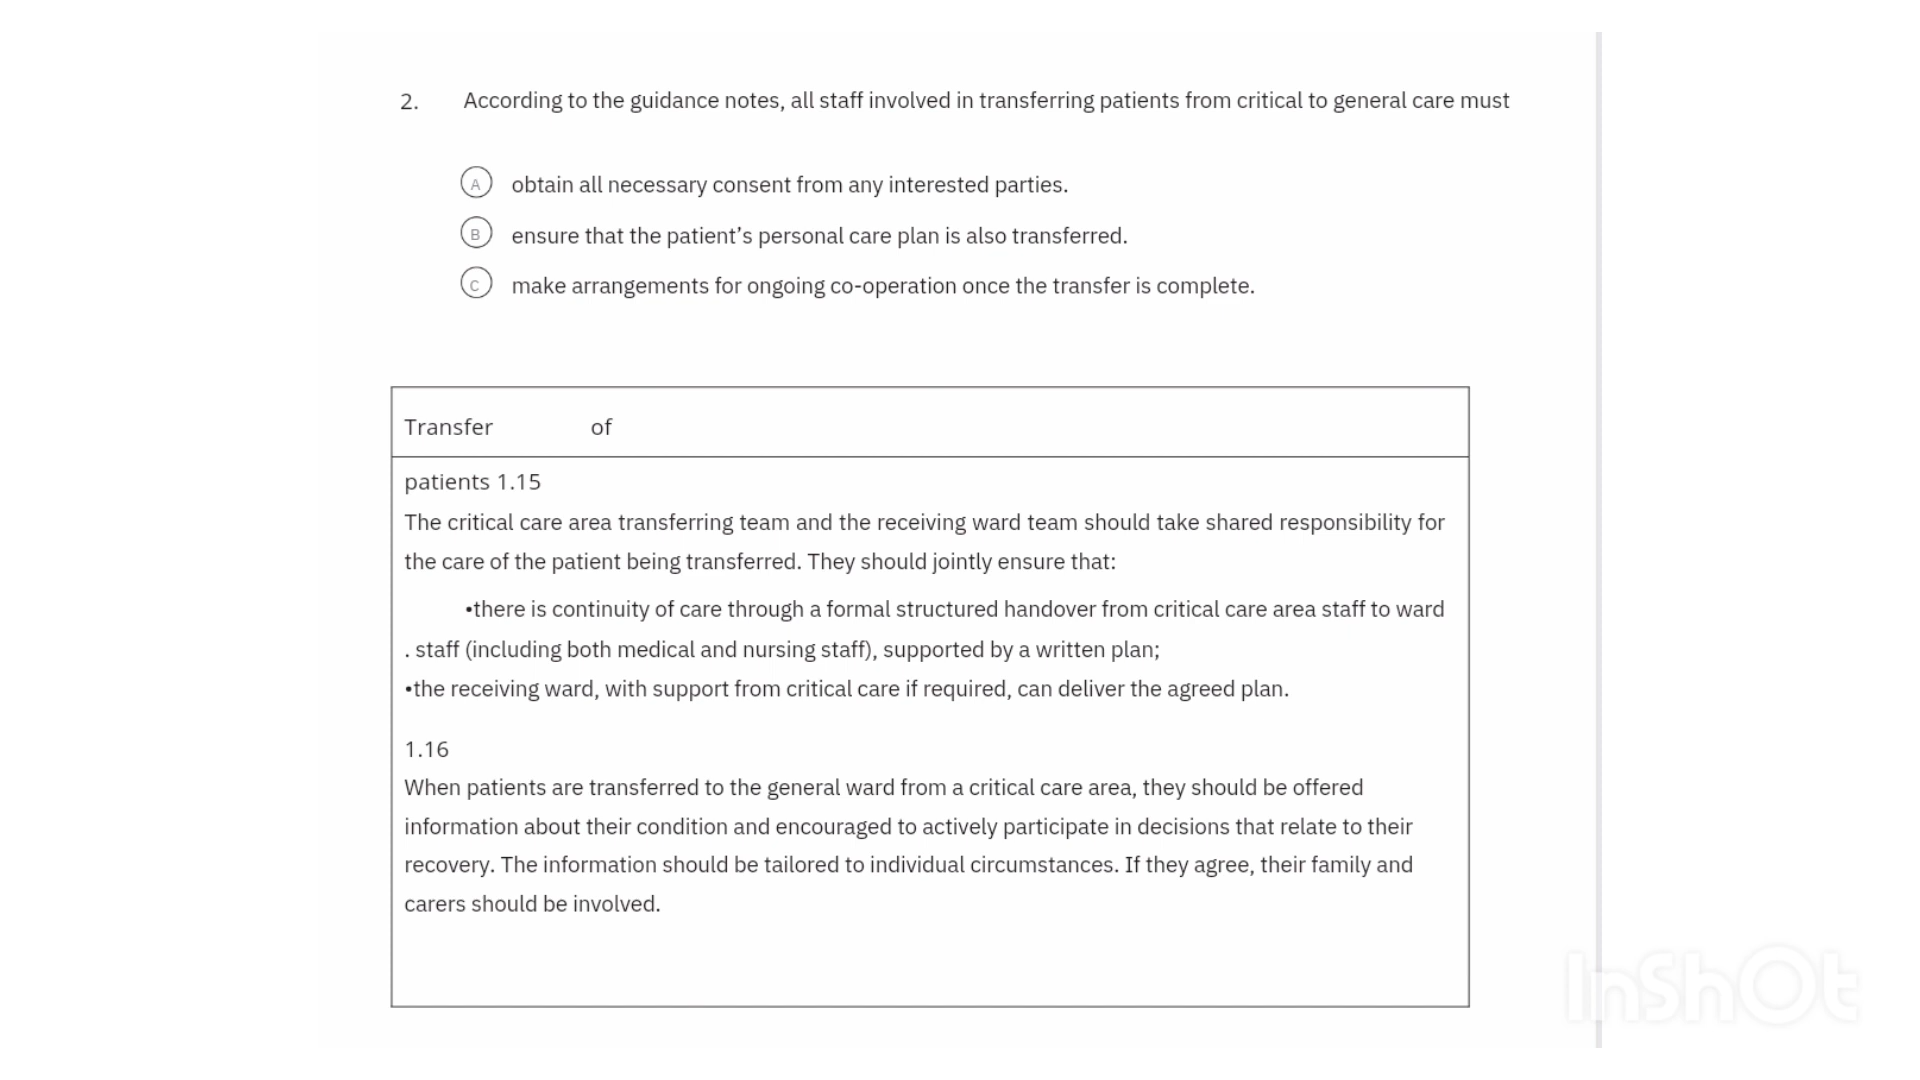 2. According to the guidance notes, all staff involved in transferring patients from critical to general care must
A obtain all necessary consent from any interested parties.
B ensure that the patient’s personal care plan is also transferred.
C make arrangements for ongoing co-operation once the transfer is complete.
Transfer of
patients 1.15
The critical care area transferring team and the receiving ward team should take shared responsibility for
the care of the patient being transferred. They should jointly ensure that:
•there is continuity of care through a formal structured handover from critical care area staff to ward
. staff (including both medical and nursing staff), supported by a written plan;
•the receiving ward, with support from critical care if required, can deliver the agreed plan.
1.16
When patients are transferred to the general ward from a critical care area, they should be offered
information about their condition and encouraged to actively participate in decisions that relate to their
recovery. The information should be tailored to individual circumstances. If they agree, their family and
carers should be involved.
InShOt